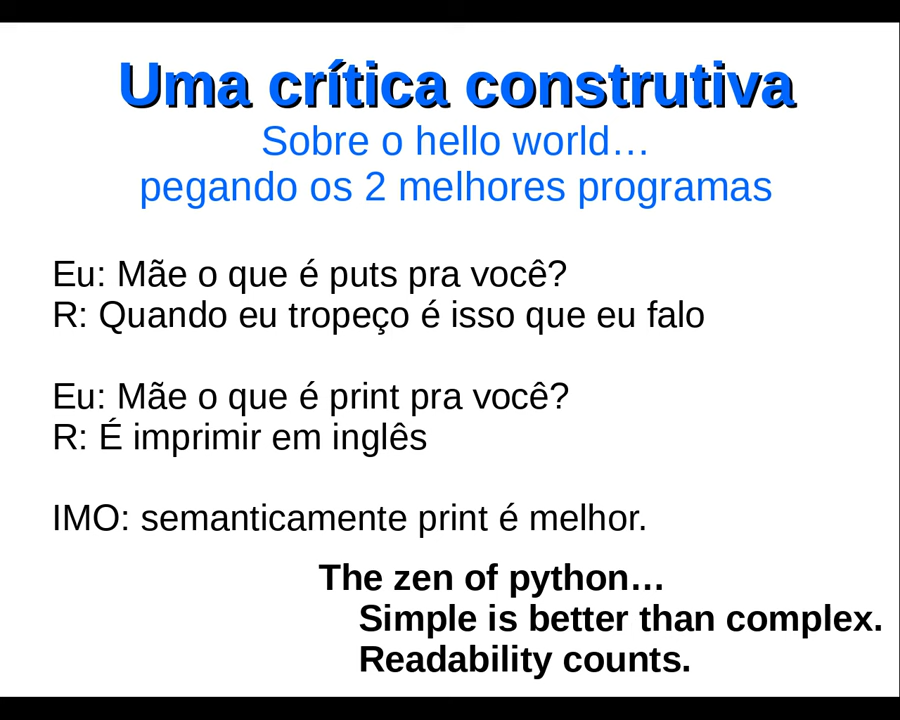 Uma crítica construtiva
Sobre o hello world…
pegando os 2 melhores programas
Eu: Mãe o que é puts pra você?
R: Quando eu tropeço é isso que eu falo
Eu: Mãe o que é print pra você?
R: É imprimir em inglês
IMO: semanticamente print é melhor.
The zen of python…
Simple is better than complex.
Readability counts.